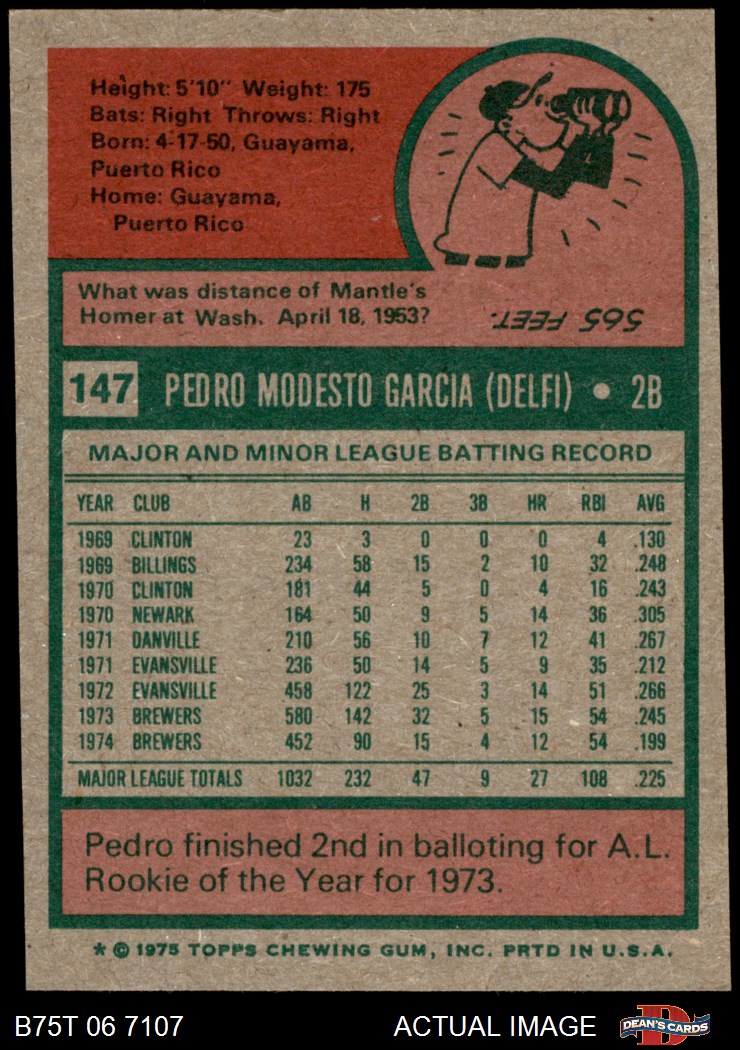 Height: 5'10" Weight: 175
Bats: Right Throws: Right
Born: 4-17-50, Guayama,
Puerto Rico
Home: Guayama,
Puerto Rico
What was distance of Mantle's
Homer at Wash. April 18, 1953?
565 FEET.
147 PEDRO MODESTO GARCIA (DELFI) • 2B
MAJOR AND MINOR LEAGUE BATTING RECORD
YEAR CLUB AB H 2B 3B HR RBI AVG
1969 CLINTON 23 3 0 0 0 4 .130
1969 BILLINGS 234 58 15 2 10 32 .248
1970 CLINTON 181 44 5 0 4 16 .243
1970 NEWARK 164 50 9 5 14 36 .305
1971 DANVILLE 210 56 10 7 12 41 .267
1971 EVANSVILLE 236 50 14 5 9 35 .212
1972 EVANSVILLE 458 122 25 3 14 51 .266
1973 BREWERS 580 142 32 5 15 54 .245
1974 BREWERS 452 90 15 4 12 54 .199
MAJOR LEAGUE TOTALS 1032 232 47 9 27 108 .225
Pedro finished 2nd in balloting for A.L.
Rookie of the Year for 1973.
* © 1975 TOPPS CHEWING GUM, INC. PRTD IN U.S.A.
B75T 06 7107 ACTUAL IMAGE D DEAN'S CARDS